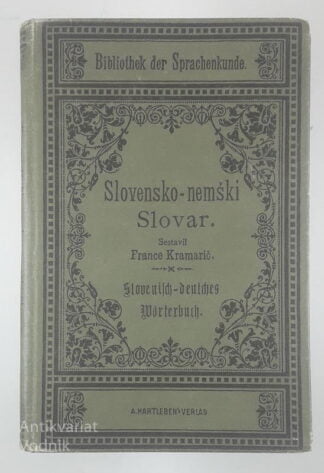 Bibliothek der Sprachenkunde.
Slovensko-nemški
Slovar.
Sestavil
France Kramarič.
Slovenisch-deutsches
Wörterbuch.
A. HARTLEBEN'S VERLAG
Antikvariat
Vodnik